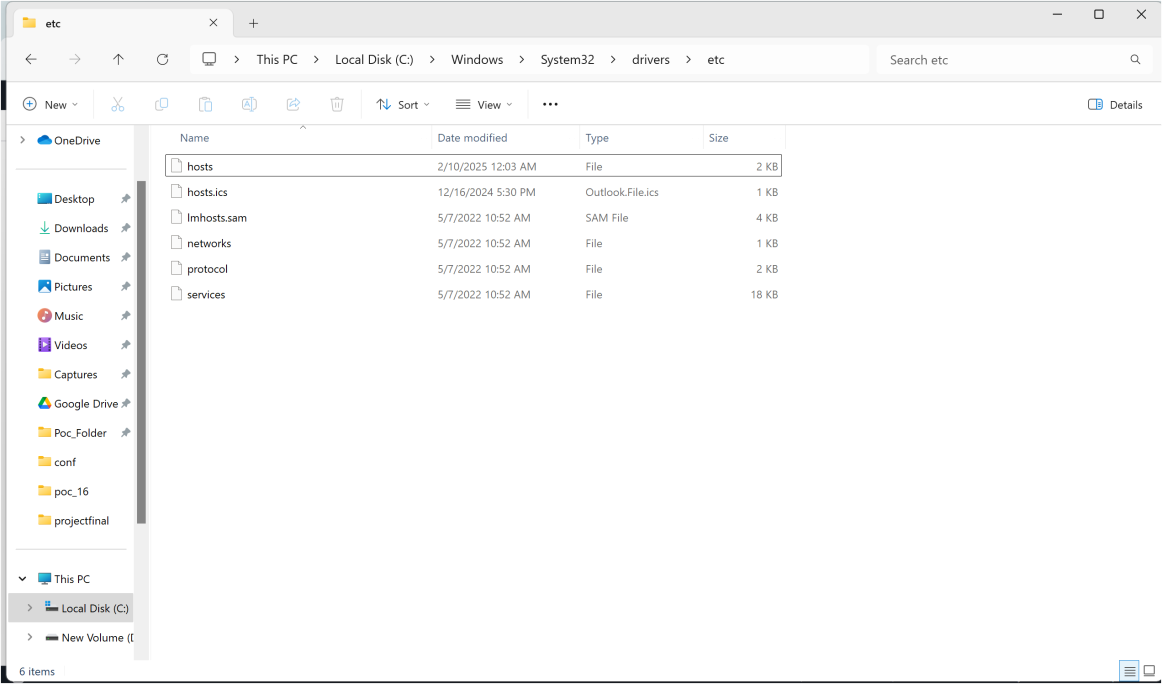 etc
This PC
Local Disk (C:)
Windows
System32
drivers
etc
Search etc
New
Sort
View
Details
OneDrive
Desktop
Downloads
Documents
Pictures
Music
Videos
Captures
Google Drive
Poc_Folder
conf
poc_16
projectfinal
This PC
Local Disk (C:)
New Volume (D
Name Date modified Type Size
hosts 2/10/2025 12:03 AM File 2 KB
hosts.ics 12/16/2024 5:30 PM Outlook.File.ics 1 KB
lmhosts.sam 5/7/2022 10:52 AM SAM File 4 KB
networks 5/7/2022 10:52 AM File 1 KB
protocol 5/7/2022 10:52 AM File 2 KB
services 5/7/2022 10:52 AM File 18 KB
6 items